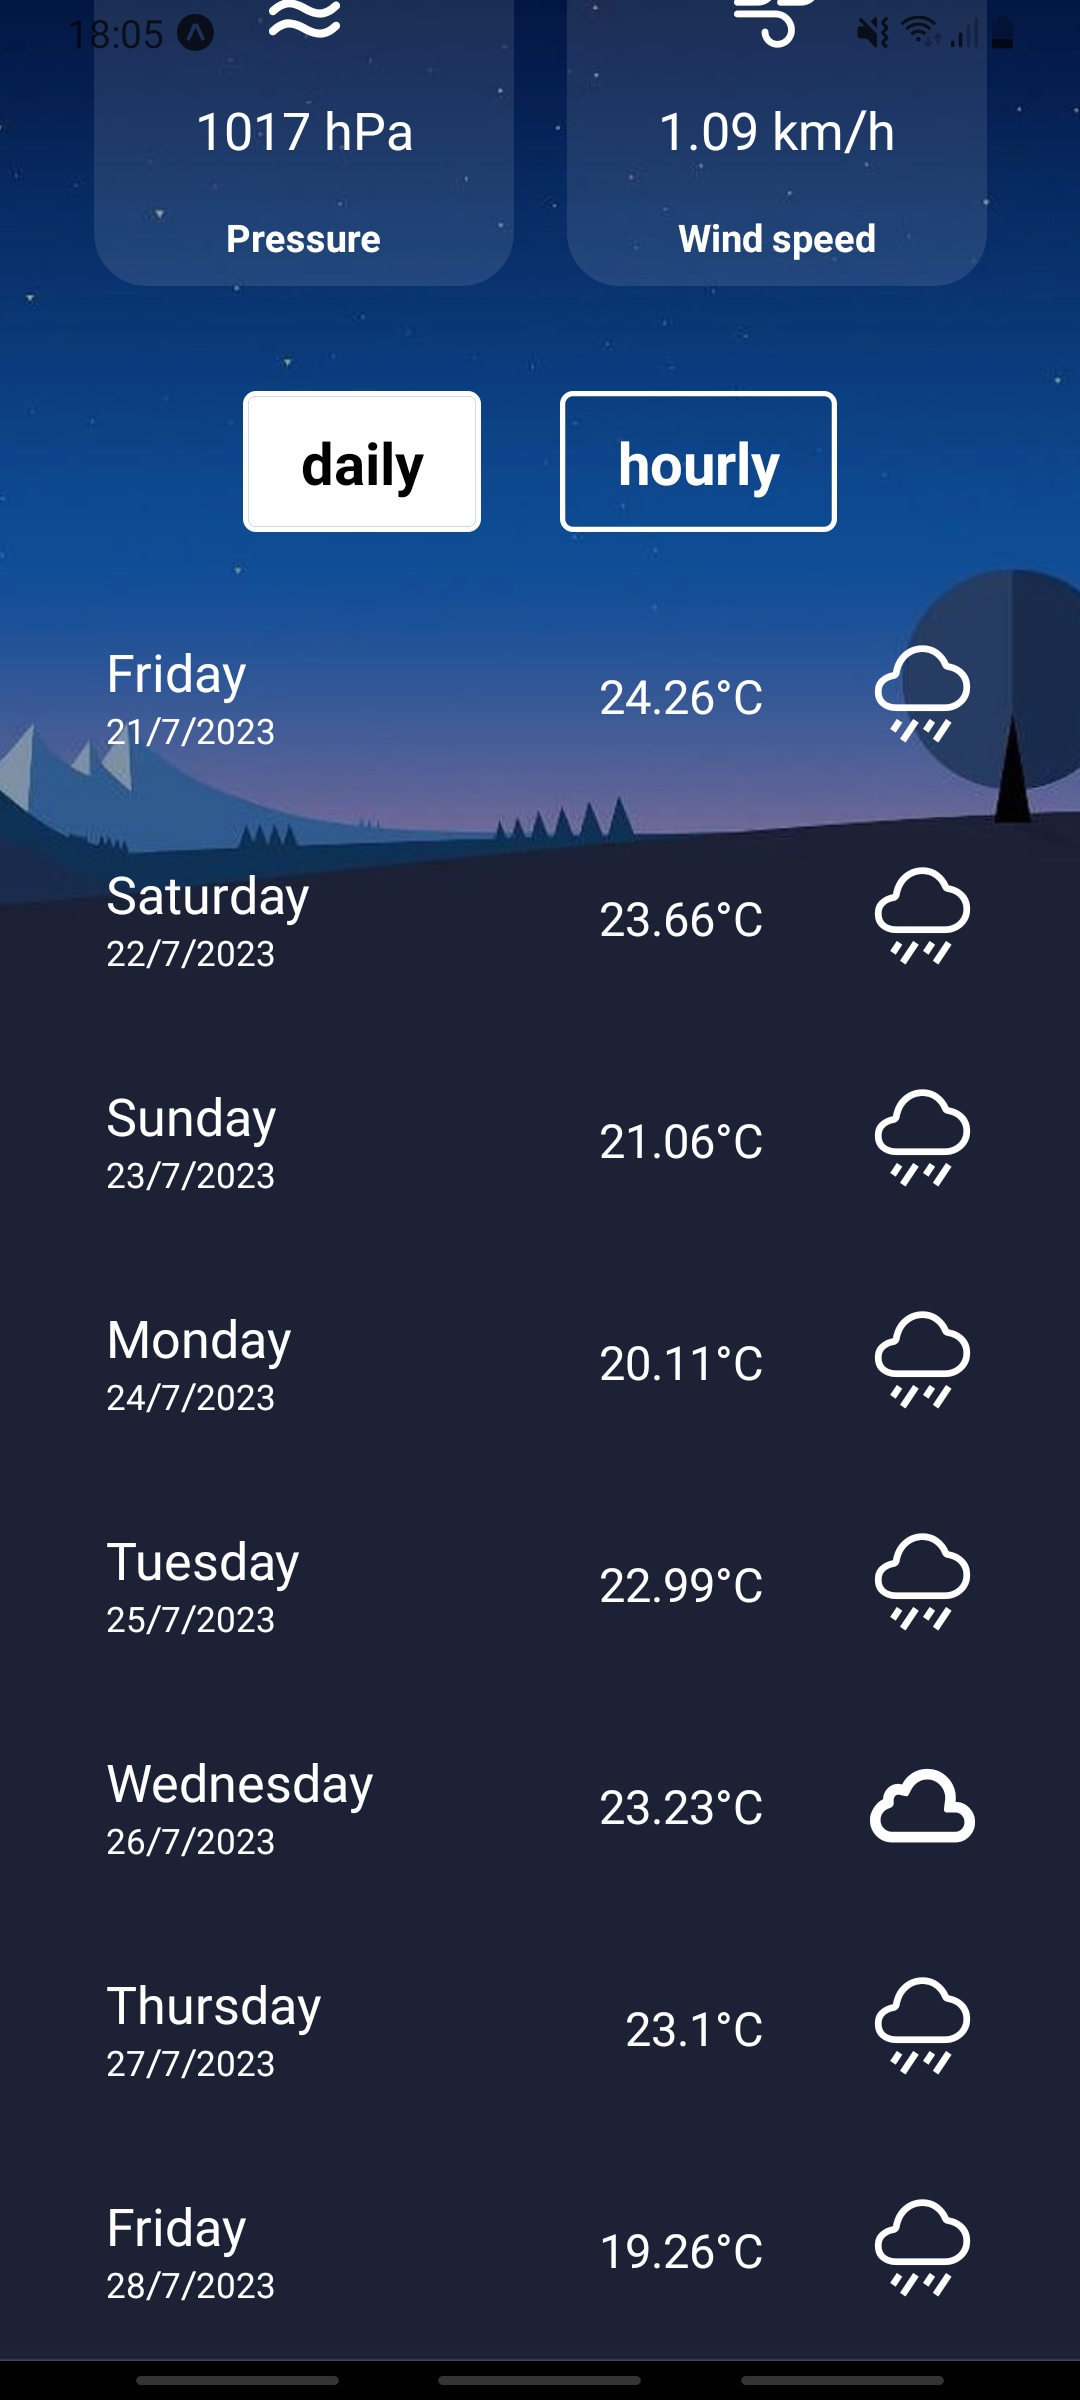 18:05
1017 hPa
1.09 km/h
Pressure
Wind speed
daily
hourly
Friday
21/7/2023
24.26°C
Saturday
22/7/2023
23.66°C
Sunday
23/7/2023
21.06°C
Monday
24/7/2023
20.11°C
Tuesday
25/7/2023
22.99°C
Wednesday
26/7/2023
23.23°C
Thursday
27/7/2023
23.1°C
Friday
28/7/2023
19.26°C